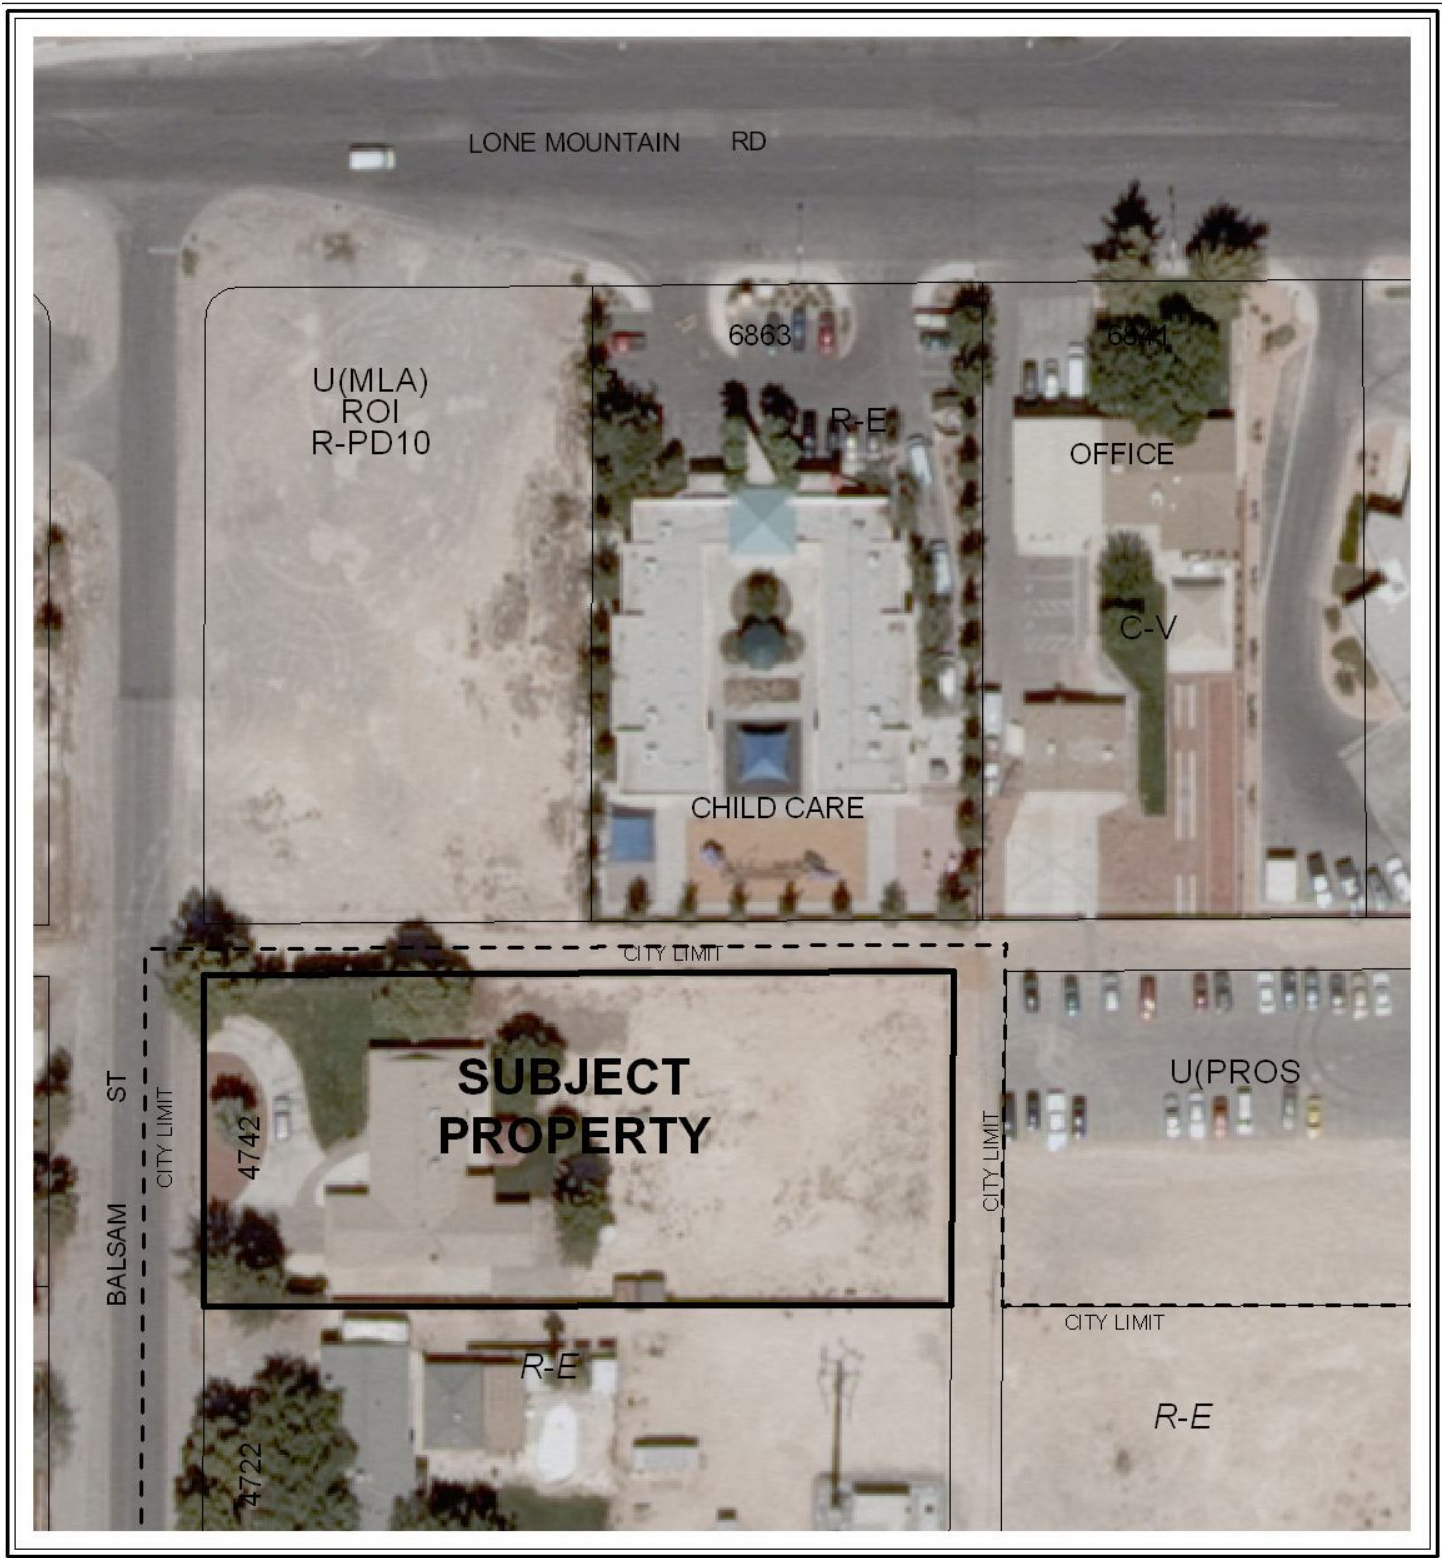 LONE MOUNTAIN RD
6863
U(MLA)
ROI
R-PD10
R-E
OFFICE
C-V
CHILD CARE
CITY LIMIT
SUBJECT
PROPERTY
U(PROS
ST
BALSAM
CITY LIMIT
4742
CITY LIMIT
CITY LIMIT
R-E
R-E
4722